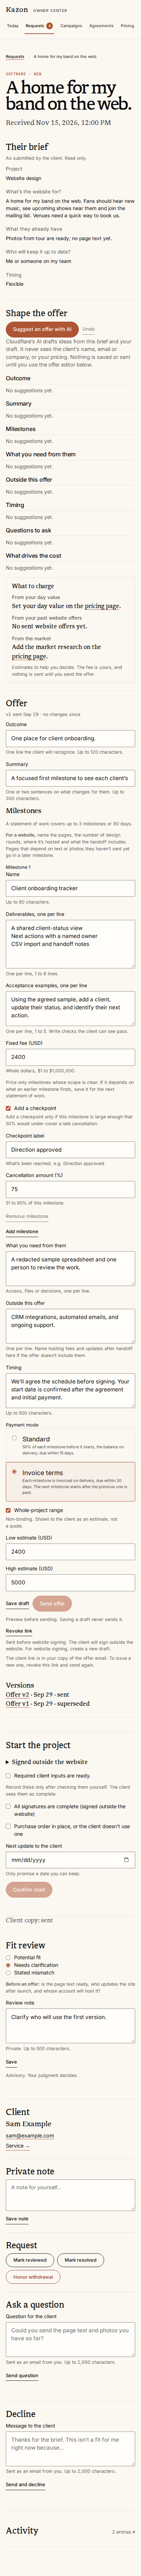 Kazon OWNER CENTER
Today Requests 4 Campaigns Agreements Pricing
Requests A home for my band on the web.
SOFTWARE · NEW
A home for my
band on the web.
Received Nov 15, 2026, 12:00 PM
Their brief
As submitted by the client. Read only.
Project
Website design
What's the website for?
A home for my band on the web. Fans should hear new
music, see upcoming shows near them and join the
mailing list. Venues need a quick way to book us.
What they already have
Photos from tour are ready; no page text yet.
Who will keep it up to date?
Me or someone on my team
Timing
Flexible
Shape the offer
Suggest an offer with AI Undo
Cloudflare's AI drafts ideas from this brief and your
draft. It never sees the client's name, email or
company, or your pricing. Nothing is saved or sent
until you use the offer editor below.
Outcome
No suggestions yet.
Summary
No suggestions yet.
Milestones
No suggestions yet.
What you need from them
No suggestions yet.
Outside this offer
No suggestions yet.
Timing
No suggestions yet.
Questions to ask
No suggestions yet.
What drives the cost
No suggestions yet.
What to charge
From your day value
Set your day value on the pricing page.
From your past website offers
No sent website offers yet.
From the market
Add the market research on the
pricing page.
Estimates to help you decide. The fee is yours, and
nothing is sent until you send the offer.
Offer
v2 sent Sep 29 · no changes since
Outcome
One place for client onboarding.
One line the client will recognize. Up to 120 characters.
Summary
A focused first milestone to see each client's
One or two sentences on what changes for them. Up to
300 characters.
Milestones
A statement of work covers up to 3 milestones or 90 days.
For a website, name the pages, the number of design
rounds, where it's hosted and what the handoff includes.
Pages that depend on text or photos they haven't sent yet
go in a later milestone.
Milestone 1
Name
Client onboarding tracker
Up to 80 characters.
Deliverables, one per line
A shared client-status view
Next actions with a named owner
CSV import and handoff notes
One per line, 1 to 8 lines.
Acceptance examples, one per line
Using the agreed sample, add a client,
update their status, and identify their next
action.
One per line, 1 to 5. Write checks the client can see pass.
Fixed fee (USD)
2400
Whole dollars, $1 to $1,000,000.
Price only milestones whose scope is clear. If it depends on
what an earlier milestone finds, save it for the next
statement of work.
Add a checkpoint
Add a checkpoint only if this milestone is large enough that
50% would under-cover a late cancellation.
Checkpoint label
Direction approved
What's been reached, e.g. Direction approved.
Cancellation amount (%)
75
51 to 95% of this milestone.
Remove milestone
Add milestone
What you need from them
A redacted sample spreadsheet and one
person to review the work.
Access, files or decisions, one per line.
Outside this offer
CRM integrations, automated emails, and
ongoing support.
One per line. Name hosting fees and updates after handoff
here if the offer doesn't include them.
Timing
We'll agree the schedule before signing. Your
start date is confirmed after the agreement
and initial payment.
Up to 500 characters.
Payment mode
Standard
50% of each milestone before it starts, the balance on
delivery, due within 15 days.
Invoice terms
Each milestone is invoiced on delivery, due within 30
days. The next milestone starts after the previous one is
paid.
Whole-project range
Non-binding. Shown to the client as an estimate, not
a quote.
Low estimate (USD)
2400
High estimate (USD)
5000
Save draft Send offer
Preview before sending. Saving a draft never sends it.
Revoke link
Sent before website signing. The client will sign outside the
website. For website signing, revoke this link and send a new
offer.
The client link is in your copy of the offer email. To issue a
new one, revoke this link and send again.
Versions
Offer v2 · Sep 29 · sent
Offer v1 · Sep 29 · superseded
Start the project
Signed outside the website
Required client inputs are ready.
Record these only after checking them yourself. The client
sees them as complete.
All signatures are complete (signed outside the
website)
Purchase order in place, or the client doesn't use
one
Next update to the client
mm/dd/yyyy
Only promise a date you can keep.
Confirm start
Client copy: sent
Fit review
Potential fit
Needs clarification
Stated mismatch
Before an offer: Is the page text ready, who updates the site
after launch, and whose account will host it?
Review note
Clarify who will use the first version.
Private. Up to 500 characters.
Save
Advisory. Your judgment decides.
Client
Sam Example
sam@example.com
Service →
Private note
A note for yourself...
Save note
Request
Mark reviewed Mark resolved
Honor withdrawal
Ask a question
Question for the client
Could you send the page text and photos you
have so far?
Sent as an email from you. Up to 2,000 characters.
Send question
Decline
Message to the client
Thanks for the brief. This isn't a fit for me
right now because...
Sent as an email from you. Up to 2,000 characters.
Send and decline
Activity 2 entries